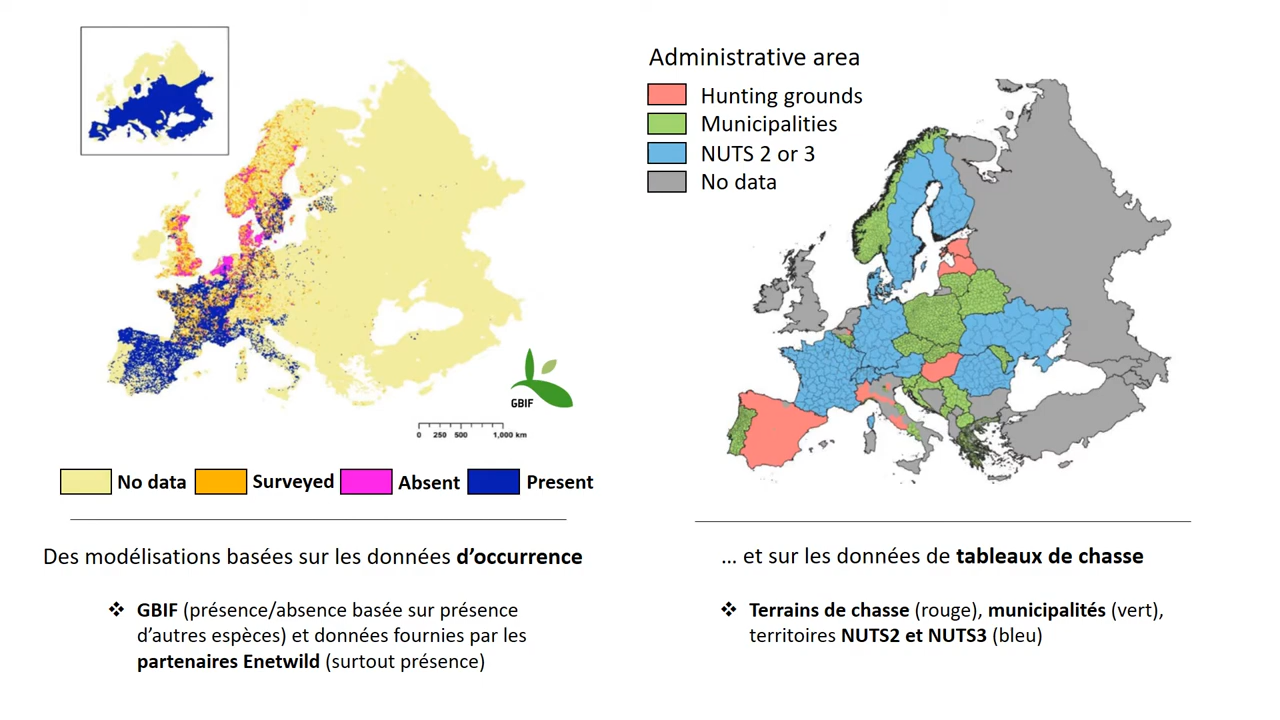 GBIF
0 250 500 1,000 km
No data Surveyed Absent Present
Des modélisations basées sur les données d’occurrence
❖ GBIF (présence/absence basée sur présence
d’autres espèces) et données fournies par les
partenaires Enetwild (surtout présence)
Administrative area
Hunting grounds
Municipalities
NUTS 2 or 3
No data
... et sur les données de tableaux de chasse
❖ Terrains de chasse (rouge), municipalités (vert),
territoires NUTS2 et NUTS3 (bleu)